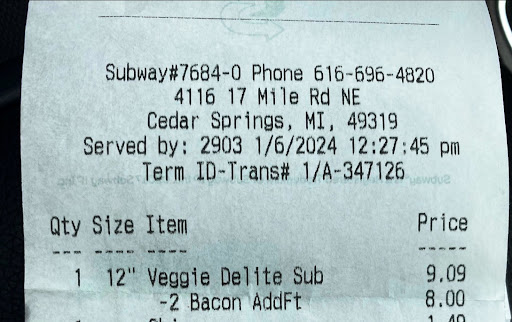 Subway#7684-0 Phone 616-696-4820
4116 17 Mile Rd NE
Cedar Springs, MI, 49319
Served by: 2903 1/6/2024 12:27:45 pm
Term ID-Trans# 1/A-347126
Qty Size Item Price
1 12" Veggie Delite Sub 9.09
-2 Bacon AddFt 8.00